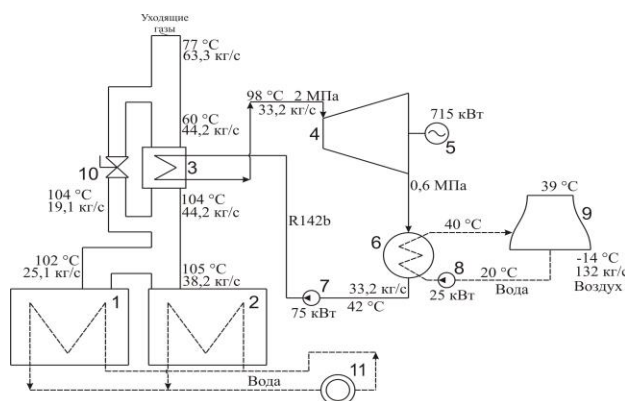 Уходящие
газы
77 °C
63,3 кг/с
98 °C 2 МПа
33,2 кг/с
715 кВт
60 °C
44,2 кг/с
4
5
10
3
104 °C
19,1 кг/с
104 °C
44,2 кг/с
0,6 МПа
39 °C
9
R142b
6
40 °C
102 °C
25,1 кг/с
105 °C
38,2 кг/с
8
20 °C
-14 °C
132 кг/с
Воздух
1
2
7
33,2 кг/с
25 кВт
Вода
75 кВт
42 °C
Вода
11